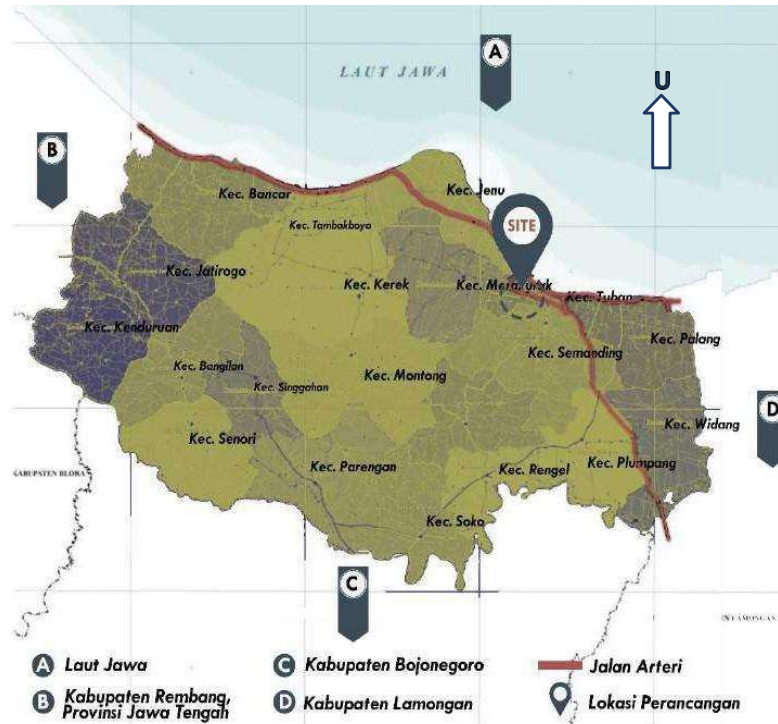 A
LAUT JAWA
U
B
Kec. Jenu
Kec. Bancar
Kec. Tambakboyo
SITE
Kec. Jatirogo
Kec. Kerek
Kec. Tuban
Kec. Kenduruan
Kec. Semanding
Kec. Palang
Kec. Bangilan
Kec. Singgahan
Kec. Montong
D
Kec. Widang
Kec. Senori
Kec. Parengan
Kec. Rengel
Kec. Plumpang
KABUPATEN BLORA
Kec. Soko
C
LAMONGAN
A Laut Jawa
B Kabupaten Rembang,
Provinsi Jawa Tengah
C Kabupaten Bojonegoro
D Kabupaten Lamongan
Jalan Arteri
Lokasi Perancangan